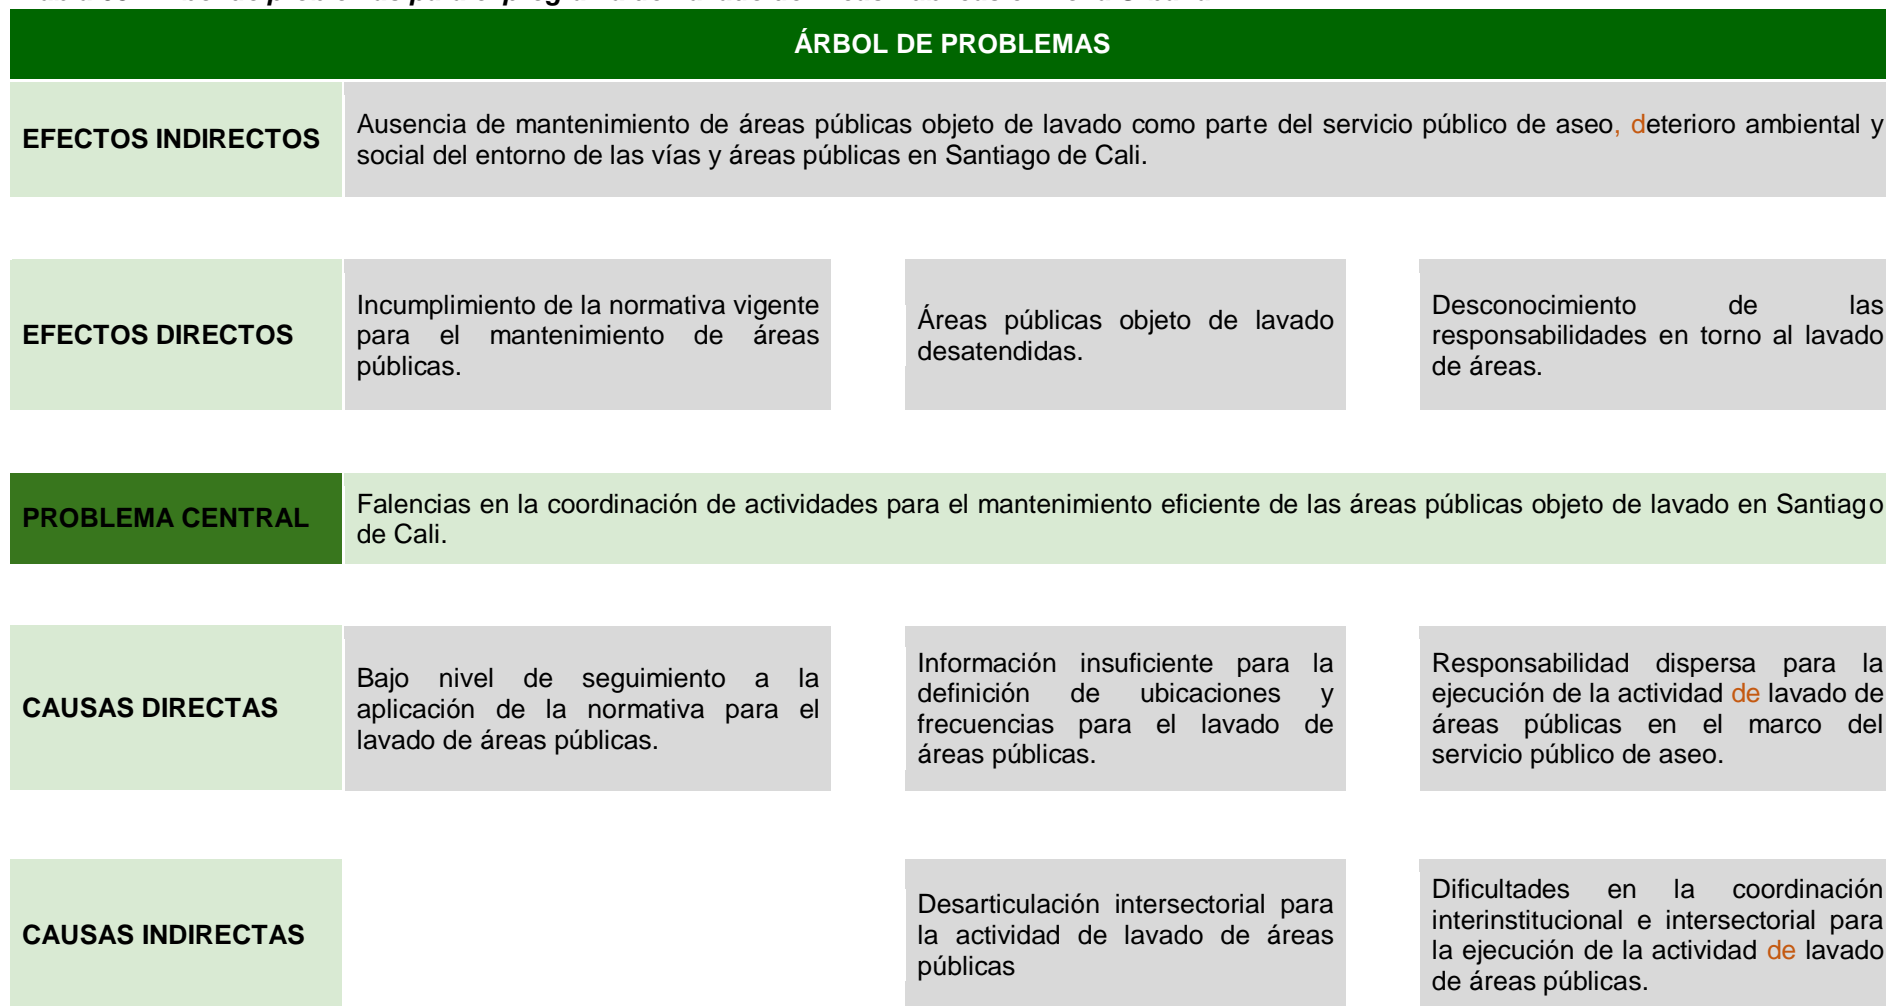 ÁRBOL DE PROBLEMAS
EFECTOS INDIRECTOS
Ausencia de mantenimiento de áreas públicas objeto de lavado como parte del servicio público de aseo, deterioro ambiental y
social del entorno de las vías y áreas públicas en Santiago de Cali.
EFECTOS DIRECTOS
Incumplimiento de la normativa vigente
para el mantenimiento de áreas
públicas.
Áreas públicas objeto de lavado
desatendidas.
Desconocimiento de las
responsabilidades en torno al lavado
de áreas.
PROBLEMA CENTRAL
Falencias en la coordinación de actividades para el mantenimiento eficiente de las áreas públicas objeto de lavado en Santiago
de Cali.
CAUSAS DIRECTAS
Bajo nivel de seguimiento a la
aplicación de la normativa para el
lavado de áreas públicas.
Información insuficiente para la
definición de ubicaciones y
frecuencias para el lavado de
áreas públicas.
Responsabilidad dispersa para la
ejecución de la actividad de lavado de
áreas públicas en el marco del
servicio público de aseo.
CAUSAS INDIRECTAS
Desarticulación intersectorial para
la actividad de lavado de áreas
públicas
Dificultades en la coordinación
interinstitucional e intersectorial para
la ejecución de la actividad de lavado
de áreas públicas.